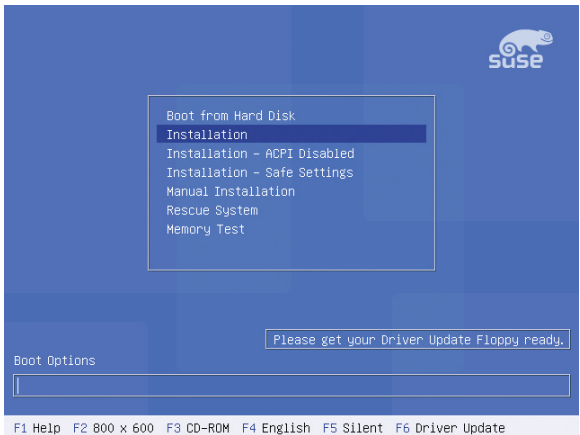 SUSE
Boot from Hard Disk
Installation
Installation - ACPI Disabled
Installation - Safe Settings
Manual Installation
Rescue System
Memory Test
Please get your Driver Update Floppy ready.
Boot Options
F1 Help F2 800 x 600 F3 CD-ROM F4 English F5 Silent F6 Driver Update